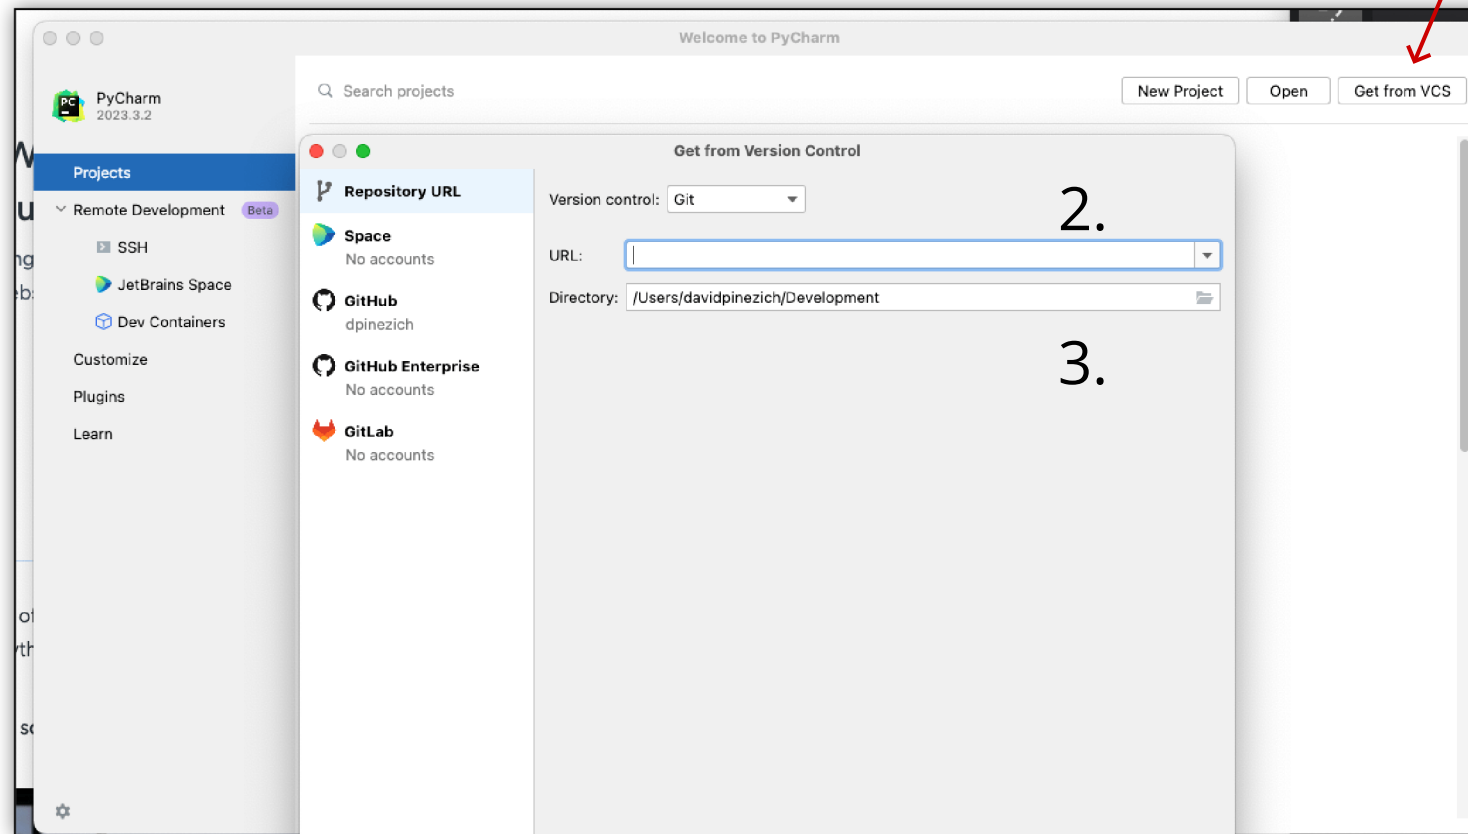 Welcome to PyCharm
PyCharm
2023.3.2
Search projects
New Project
Open
Get from VCS
Projects
Remote Development Beta
SSH
JetBrains Space
Dev Containers
Customize
Plugins
Learn
Get from Version Control
Repository URL
Space
No accounts
GitHub
dpinezich
GitHub Enterprise
No accounts
GitLab
No accounts
Version control: Git
2.
URL:
Directory: /Users/davidpinezich/Development
3.